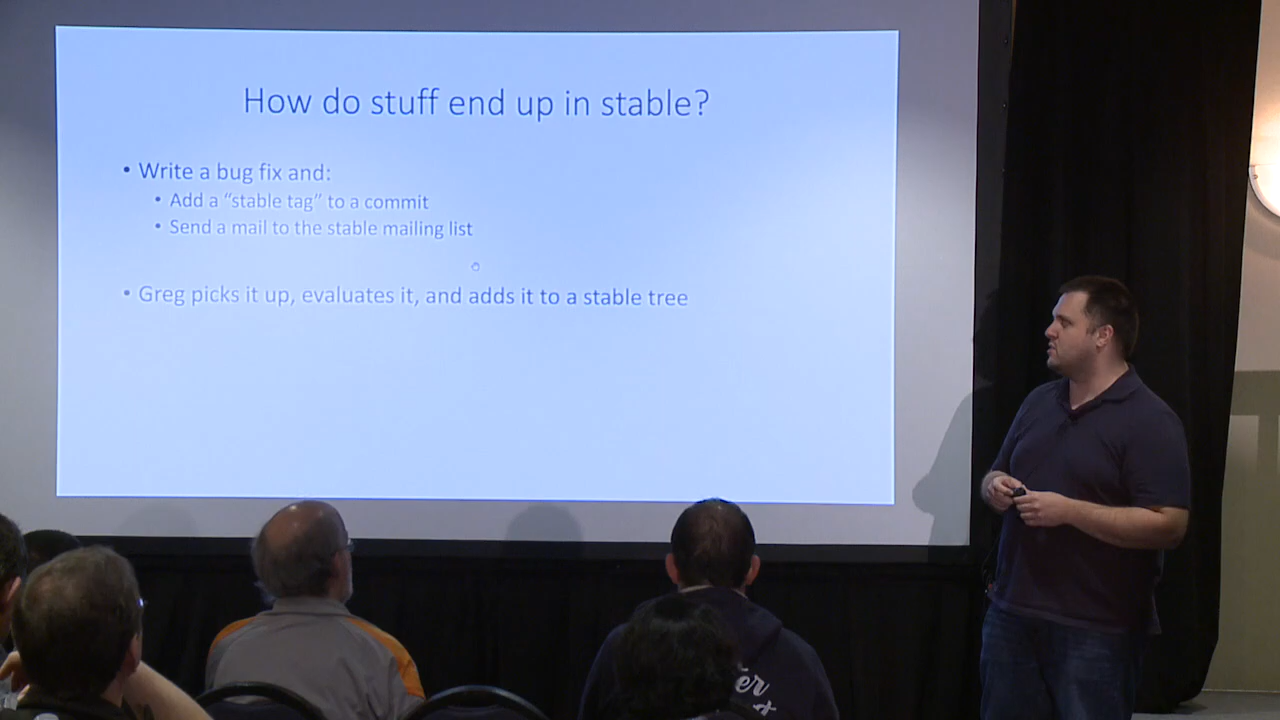 How do stuff end up in stable?
• Write a bug fix and:
• Add a “stable tag” to a commit
• Send a mail to the stable mailing list
• Greg picks it up, evaluates it, and adds it to a stable tree